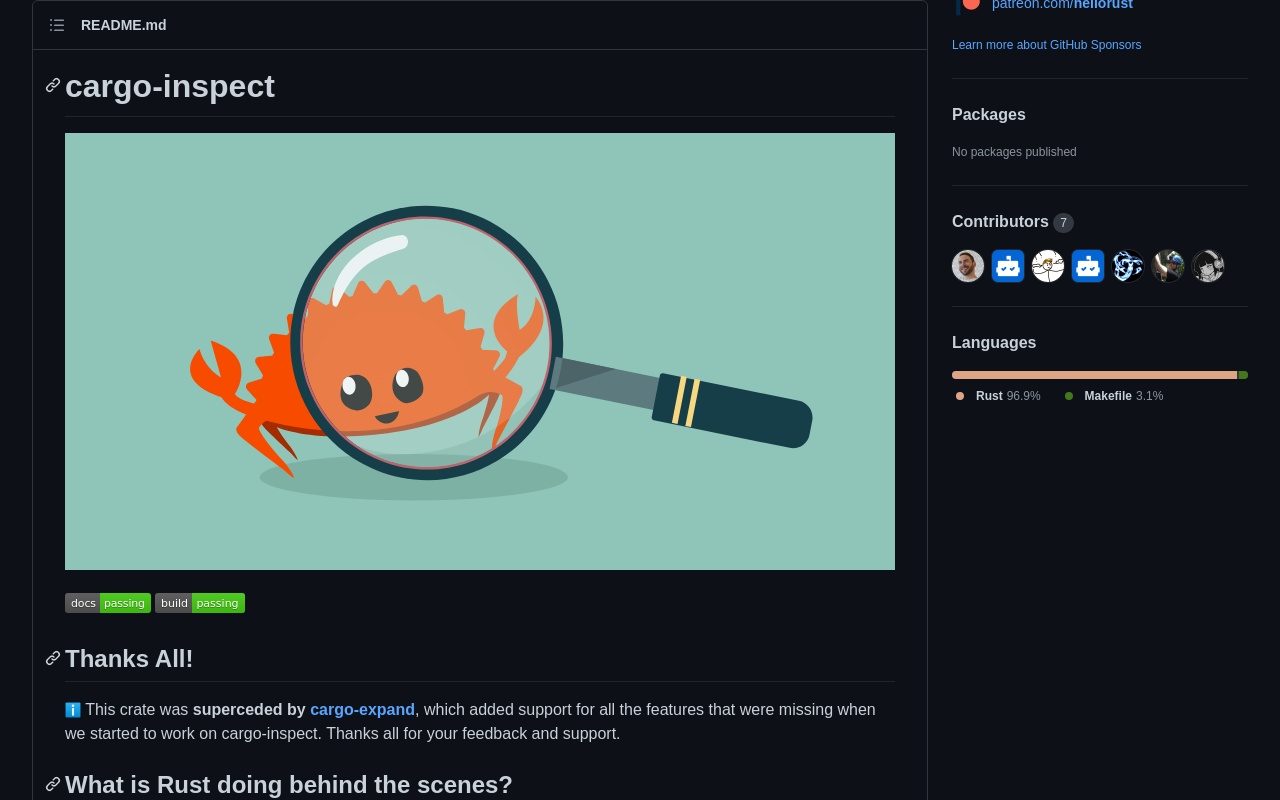 README.md
cargo-inspect
docs passing build passing
Thanks All!
This crate was superceded by cargo-expand, which added support for all the features that were missing when
we started to work on cargo-inspect. Thanks all for your feedback and support.
What is Rust doing behind the scenes?
patreon.com/hellorust
Learn more about GitHub Sponsors
Packages
No packages published
Contributors 7
Languages
Rust 96.9% Makefile 3.1%